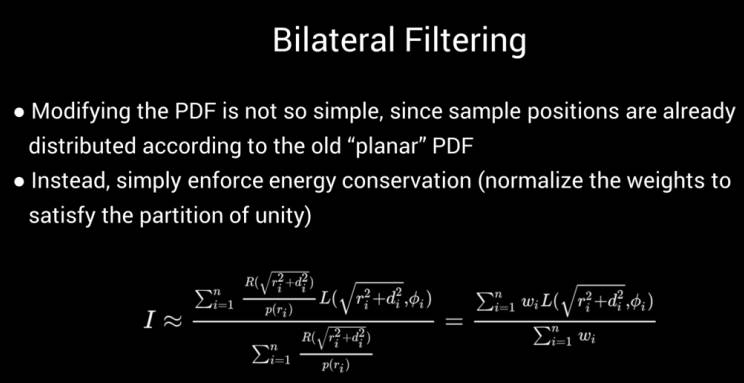 Bilateral Filtering
● Modifying the PDF is not so simple, since sample positions are already
distributed according to the old “planar” PDF
● Instead, simply enforce energy conservation (normalize the weights to
satisfy the partition of unity)
I ≈ \frac{\sum_{i=1}^{n} \frac{R(\sqrt{r_i^2+d_i^2})}{p(r_i)} L(\sqrt{r_i^2+d_i^2},\phi_i)}{\sum_{i=1}^{n} \frac{R(\sqrt{r_i^2+d_i^2})}{p(r_i)}} = \frac{\sum_{i=1}^{n} w_i L(\sqrt{r_i^2+d_i^2},\phi_i)}{\sum_{i=1}^{n} w_i}